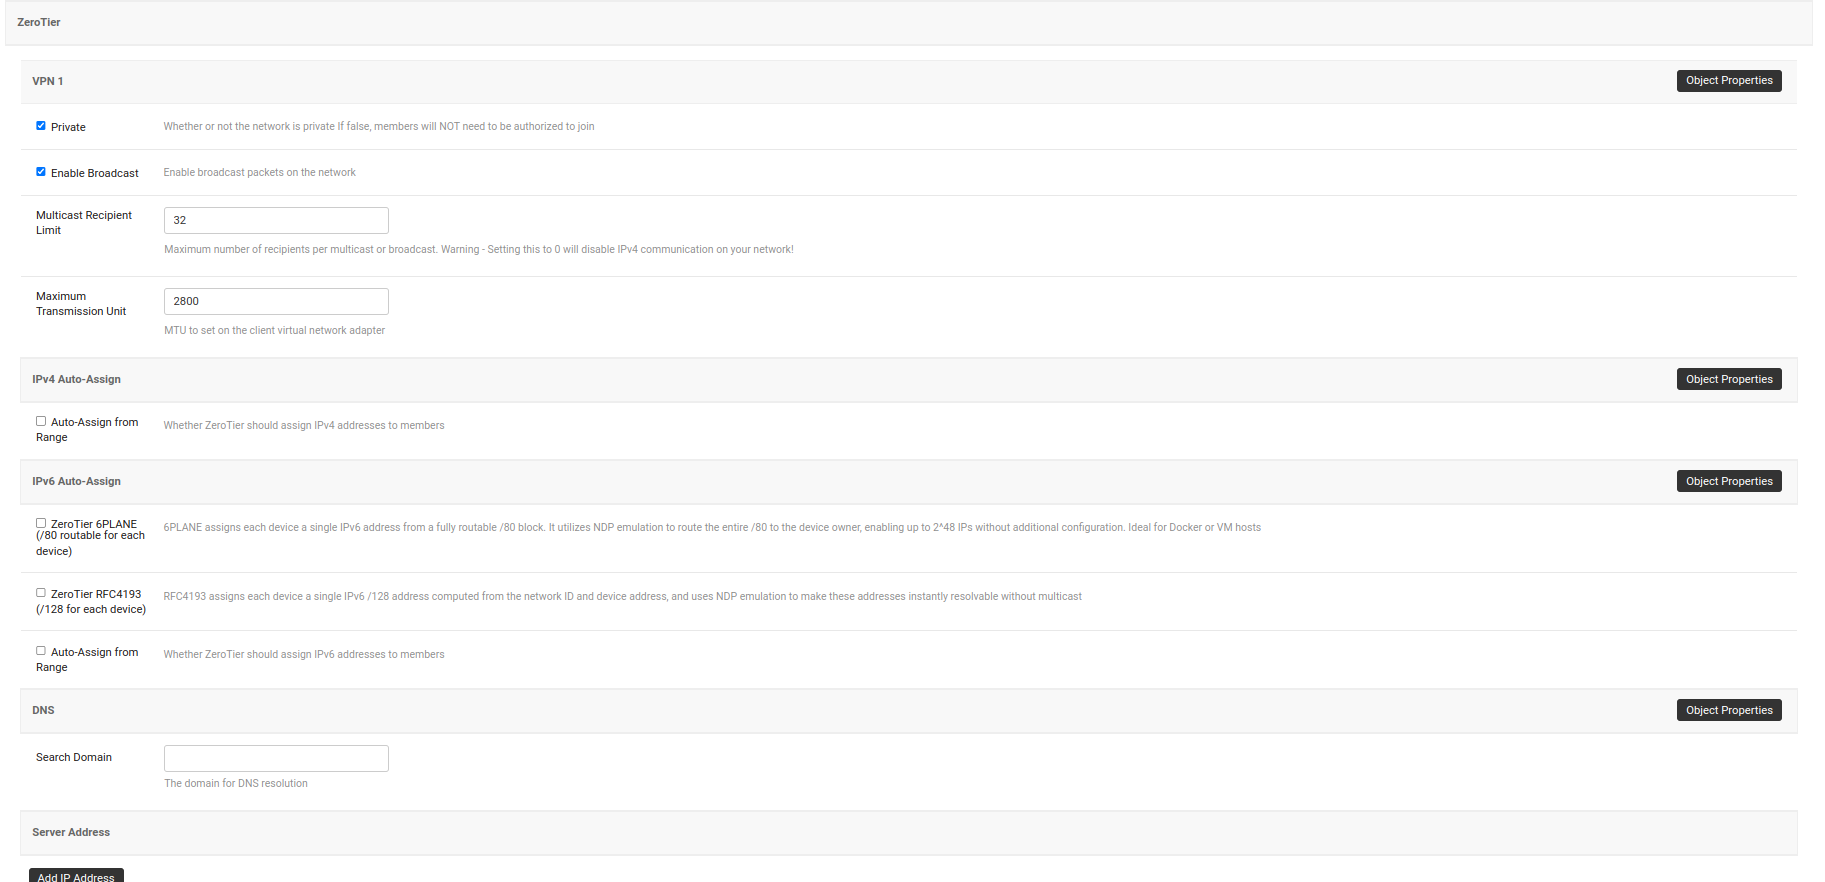 ZeroTier
VPN 1
Object Properties
Private
Whether or not the network is private If false, members will NOT need to be authorized to join
Enable Broadcast
Enable broadcast packets on the network
Multicast Recipient
Limit
32
Maximum number of recipients per multicast or broadcast. Warning - Setting this to 0 will disable IPv4 communication on your network!
Maximum
Transmission Unit
2800
MTU to set on the client virtual network adapter
IPv4 Auto-Assign
Object Properties
Auto-Assign from
Range
Whether ZeroTier should assign IPv4 addresses to members
IPv6 Auto-Assign
Object Properties
ZeroTier 6PLANE
(/80 routable for each
device)
6PLANE assigns each device a single IPv6 address from a fully routable /80 block. It utilizes NDP emulation to route the entire /80 to the device owner, enabling up to 2^48 IPs without additional configuration. Ideal for Docker or VM hosts
ZeroTier RFC4193
(/128 for each device)
RFC4193 assigns each device a single IPv6 /128 address computed from the network ID and device address, and uses NDP emulation to make these addresses instantly resolvable without multicast
Auto-Assign from
Range
Whether ZeroTier should assign IPv6 addresses to members
DNS
Object Properties
Search Domain
The domain for DNS resolution
Server Address
Add IP Address